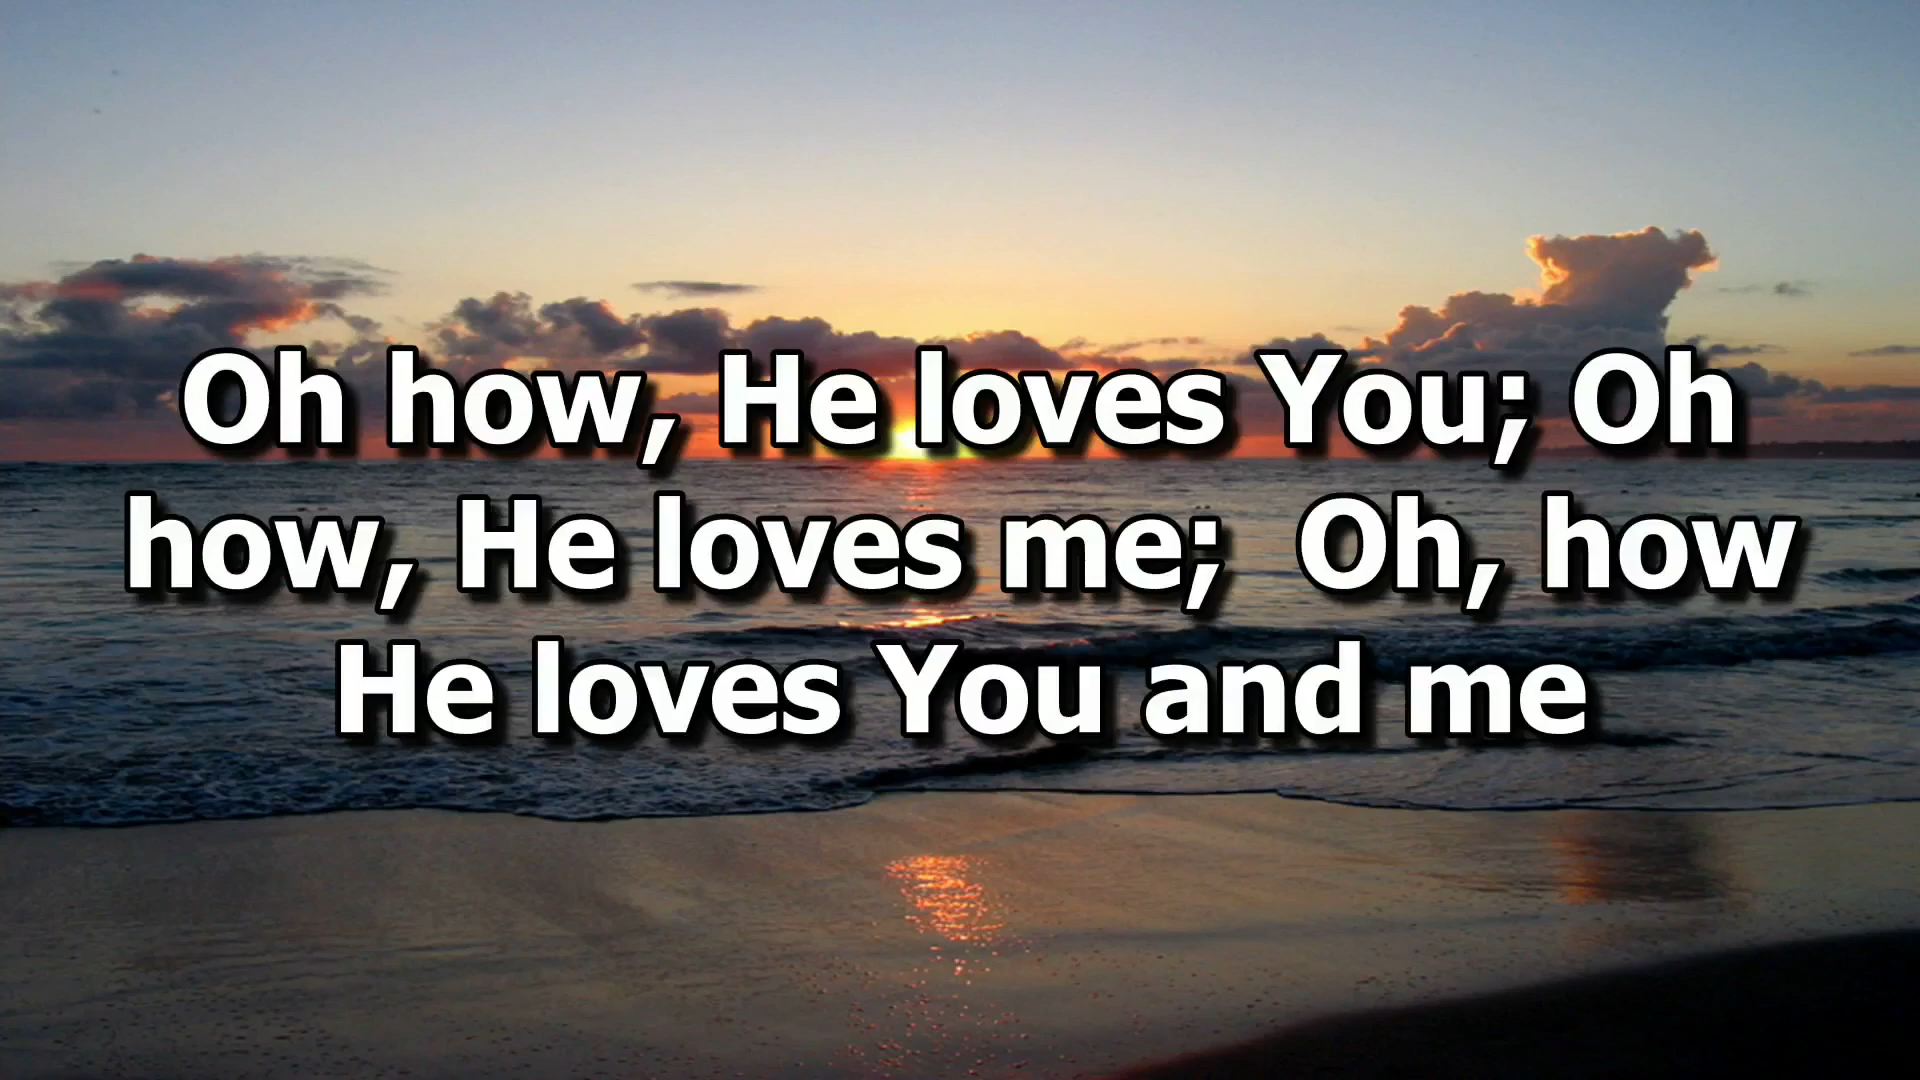 Oh how, He loves You; Oh
how, He loves me;  Oh, how
He loves You and me